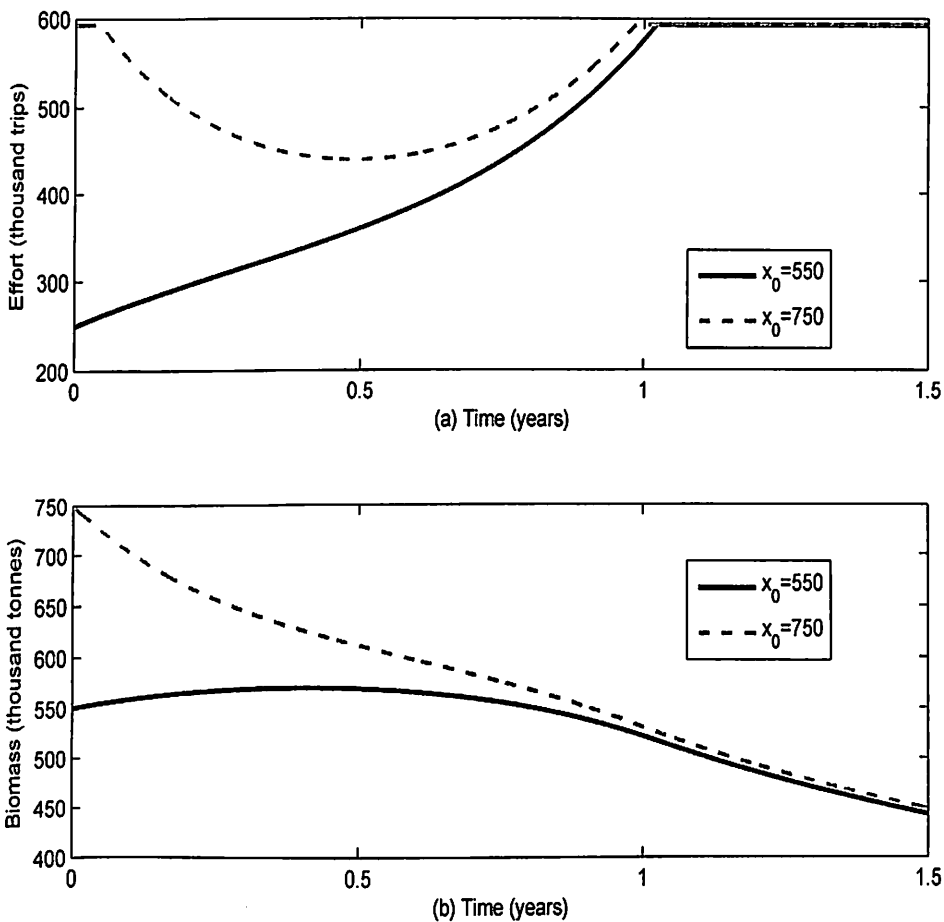 600
500
400
300
200
Effort (thousand trips)
x0=550
x0=750
0
0.5
1
1.5
(a) Time (years)
750
700
650
600
550
500
450
400
Biomass (thousand tonnes)
x0=550
x0=750
0
0.5
1
1.5
(b) Time (years)